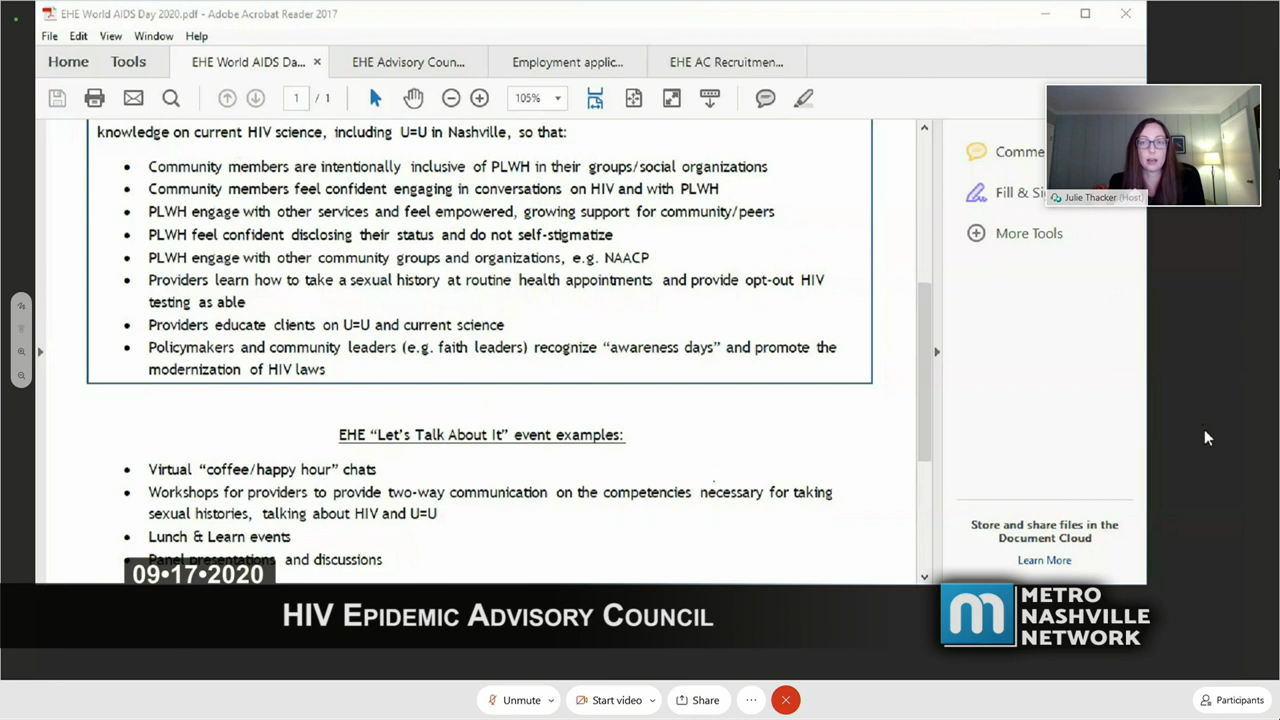 EHE World AIDS Day 2020.pdf - Adobe Acrobat Reader 2017
File Edit View Window Help
Home Tools EHE World AIDS Da... × EHE Advisory Coun... Employment applic... EHE AC Recruitmen...
1 / 1 105%
knowledge on current HIV science, including U=U in Nashville, so that:
• Community members are intentionally inclusive of PLWH in their groups/social organizations
• Community members feel confident engaging in conversations on HIV and with PLWH
• PLWH engage with other services and feel empowered, growing support for community/peers
• PLWH feel confident disclosing their status and do not self-stigmatize
• PLWH engage with other community groups and organizations, e.g. NAACP
• Providers learn how to take a sexual history at routine health appointments and provide opt-out HIV
testing as able
• Providers educate clients on U=U and current science
• Policymakers and community leaders (e.g. faith leaders) recognize “awareness days” and promote the
modernization of HIV laws
EHE “Let’s Talk About It” event examples:
• Virtual “coffee/happy hour” chats
• Workshops for providers to provide two-way communication on the competencies necessary for taking
sexual histories, talking about HIV and U=U
• Lunch & Learn events
• Panel presentations and discussions
Comme
Fill & Si
More Tools
Julie Thacker (Host)
Store and share files in the
Document Cloud
Learn More
09•17•2020
HIV EPIDEMIC ADVISORY COUNCIL
m METRO
NASHVILLE
NETWORK
Unmute Start video Share ... Participants